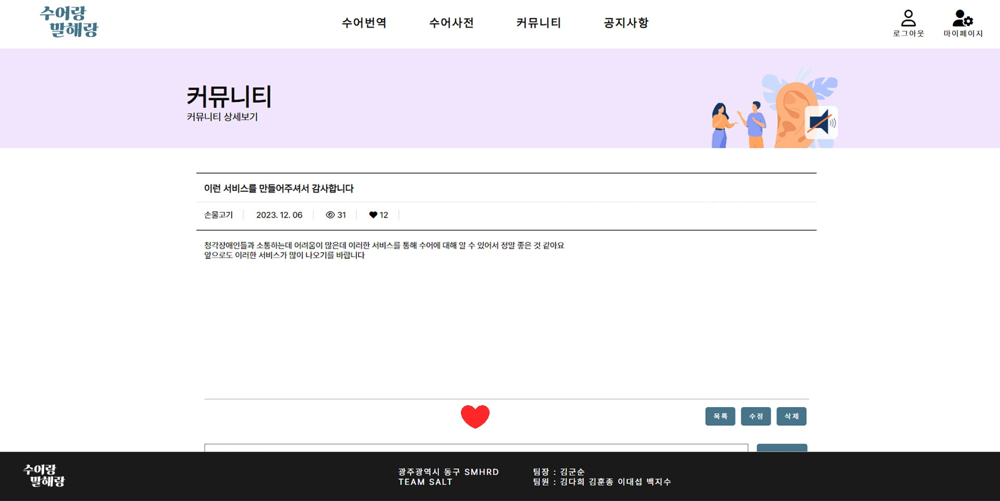 수어랑
말해랑
수어번역
수어사전
커뮤니티
공지사항
로그아웃
마이페이지
커뮤니티
커뮤니티 상세보기
이런 서비스를 만들어주셔서 감사합니다
손물고기
2023. 12. 06
31
12
청각장애인들과 소통하는데 어려움이 많은데 이러한 서비스를 통해 수어에 대해 알 수 있어서 정말 좋은 것 같아요
앞으로도 이러한 서비스가 많이 나오기를 바랍니다
목록
수정
삭제
수어랑
말해랑
광주광역시 동구 SMHRD
TEAM SALT
팀장 : 김군순
팀원 : 김다희 김훈종 이대섭 백지수